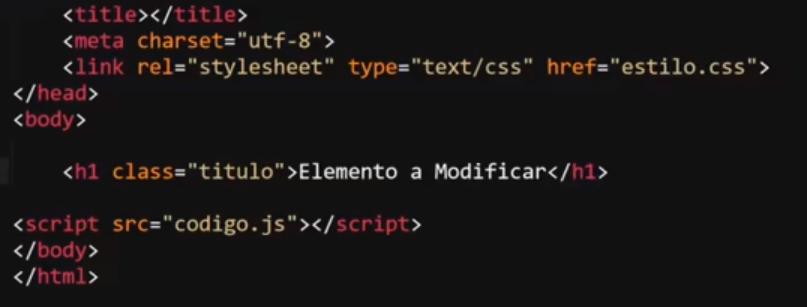 <title></title>
<meta charset="utf-8">
<link rel="stylesheet" type="text/css" href="estilo.css">
</head>
<body>
<h1 class="titulo">Elemento a Modificar</h1>
<script src="codigo.js"></script>
</body>
</html>